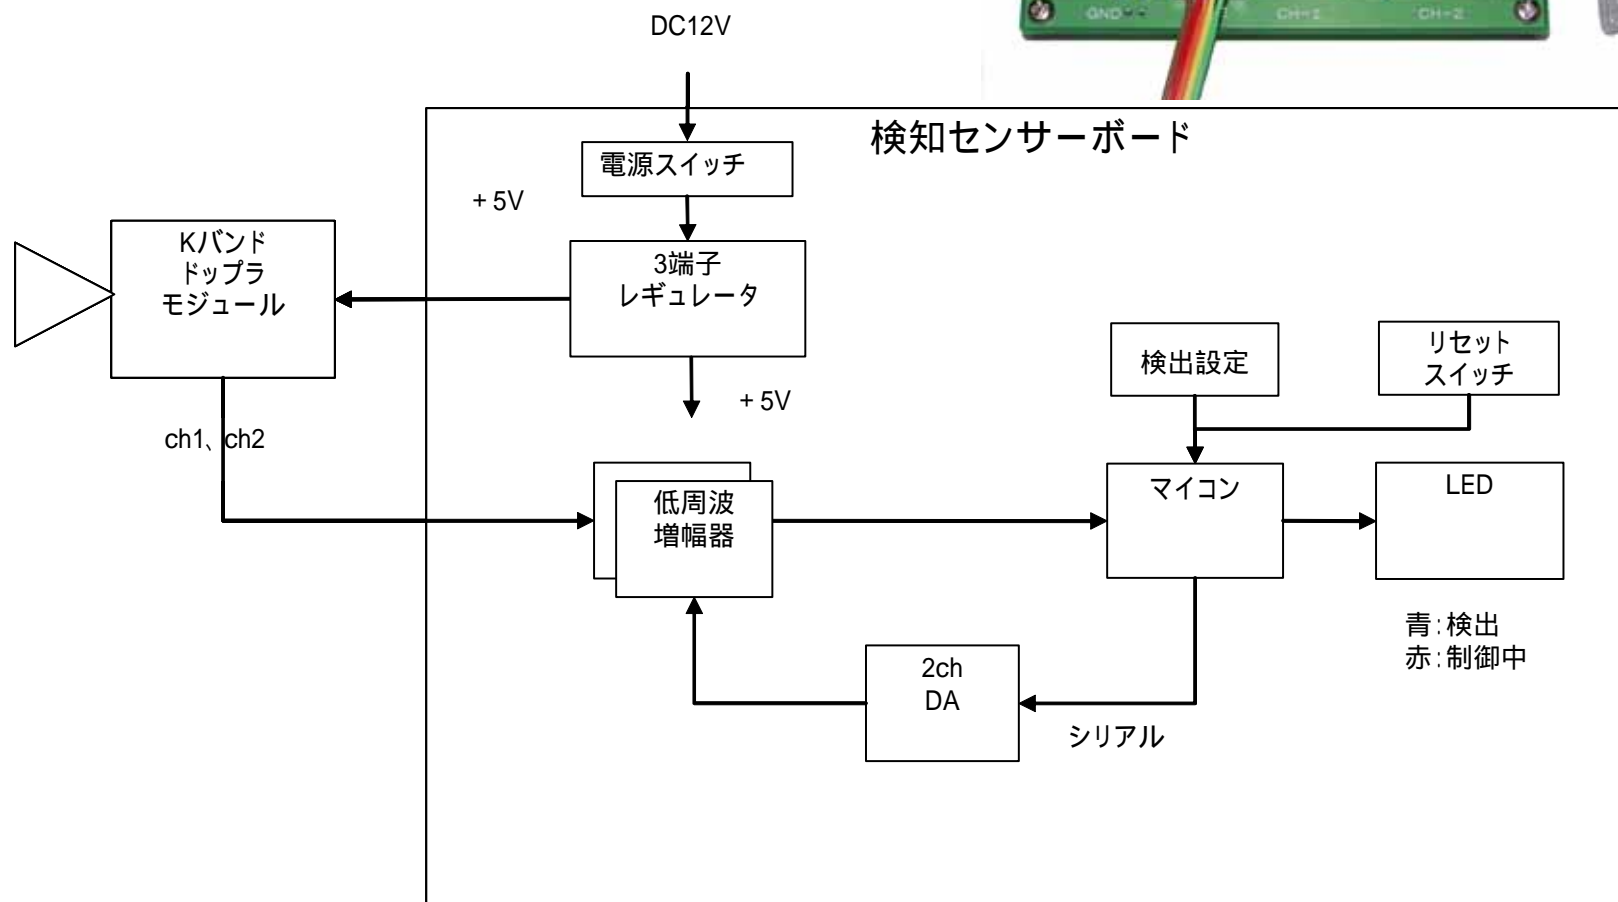 DC12V
GND
CH-1
CH-2
検知センサーボード
電源スイッチ
+ 5V
Kバンド
ドップラ
モジュール
3端子
レギュレータ
検出設定
リセット
スイッチ
+ 5V
ch1、ch2
低周波
増幅器
マイコン
LED
青:検出
赤:制御中
2ch
DA
シリアル